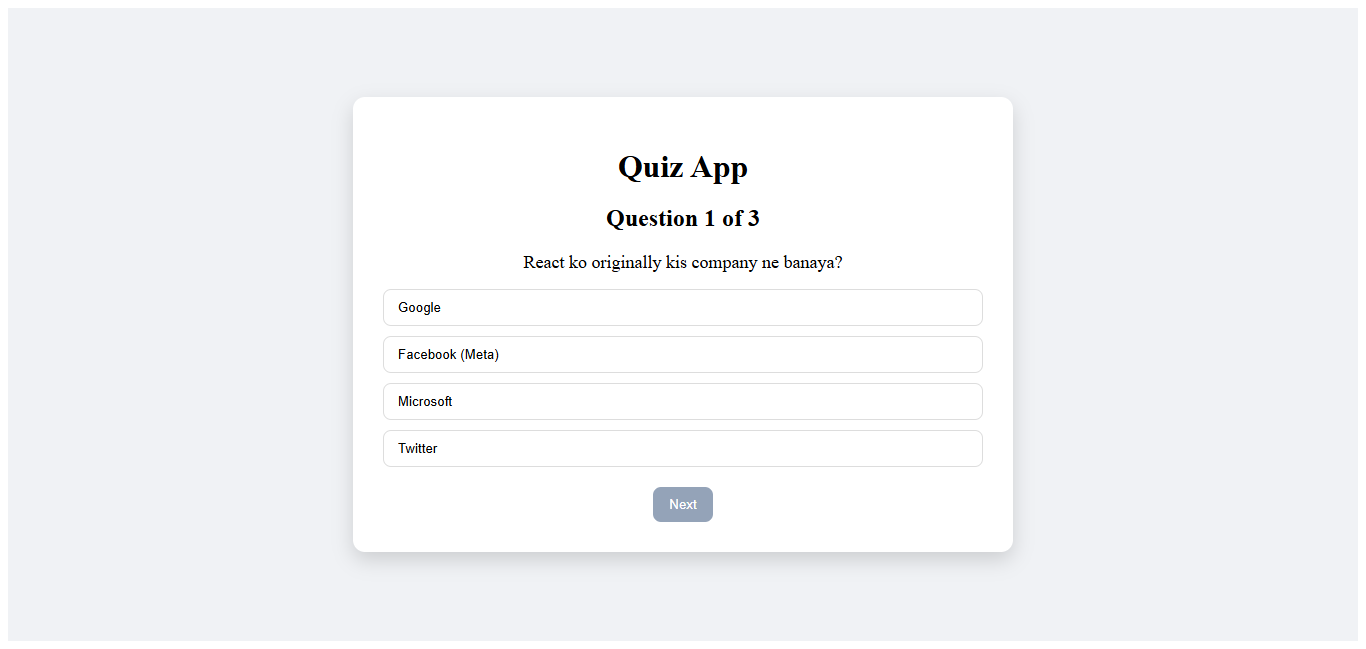 Quiz App
Question 1 of 3
React ko originally kis company ne banaya?
Google
Facebook (Meta)
Microsoft
Twitter
Next